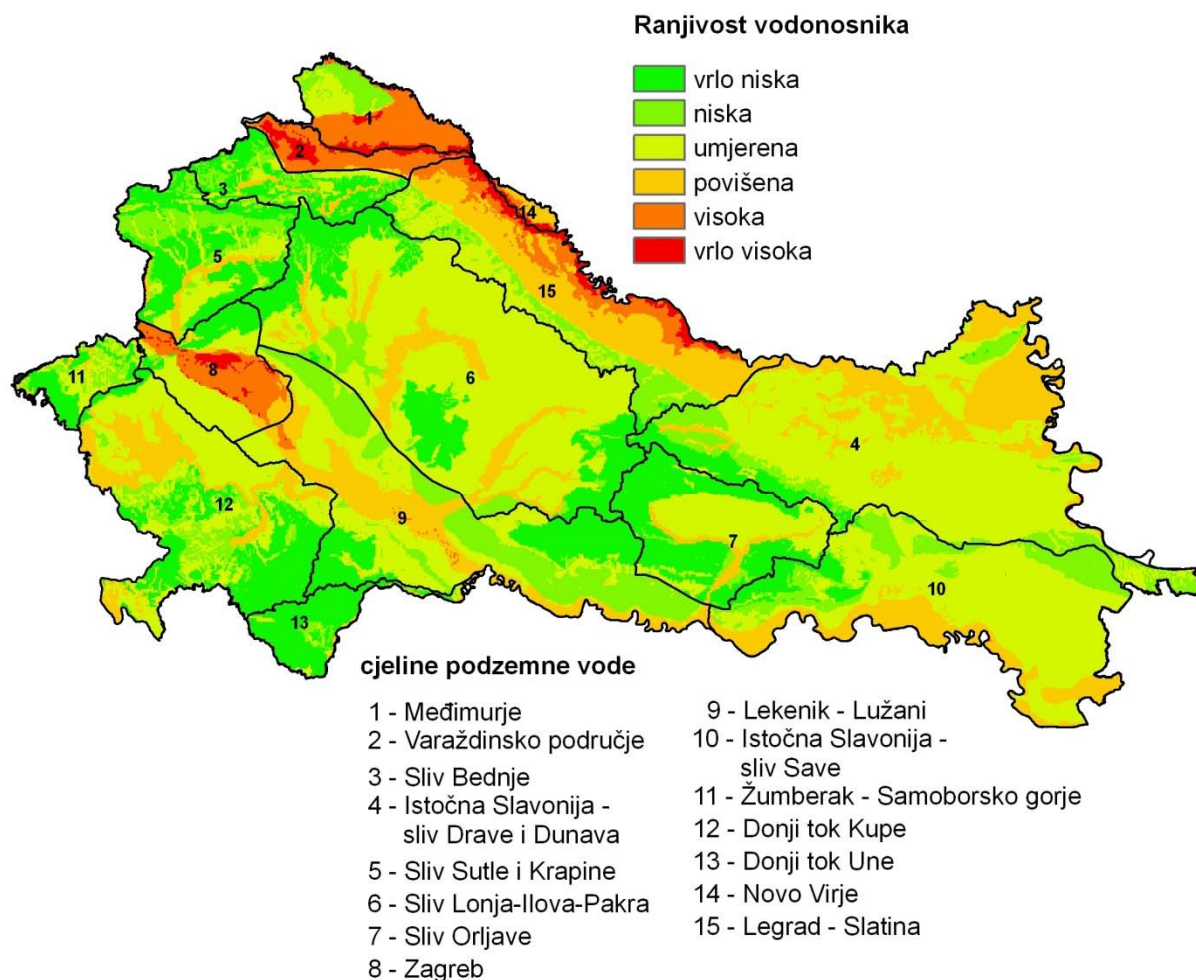 Ranjivost vodonosnika
vrlo niska
niska
umjerena
povišena
visoka
vrlo visoka
1
2
3
14
5
15
8
11
6
4
12
9
7
10
13
cjeline podzemne vode
1 - Međimurje
2 - Varaždinsko područje
3 - Sliv Bednje
4 - Istočna Slavonija -
sliv Drave i Dunava
5 - Sliv Sutle i Krapine
6 - Sliv Lonja-Ilova-Pakra
7 - Sliv Orljave
8 - Zagreb
9 - Lekenik - Lužani
10 - Istočna Slavonija -
sliv Save
11 - Žumberak - Samoborsko gorje
12 - Donji tok Kupe
13 - Donji tok Une
14 - Novo Virje
15 - Legrad - Slatina